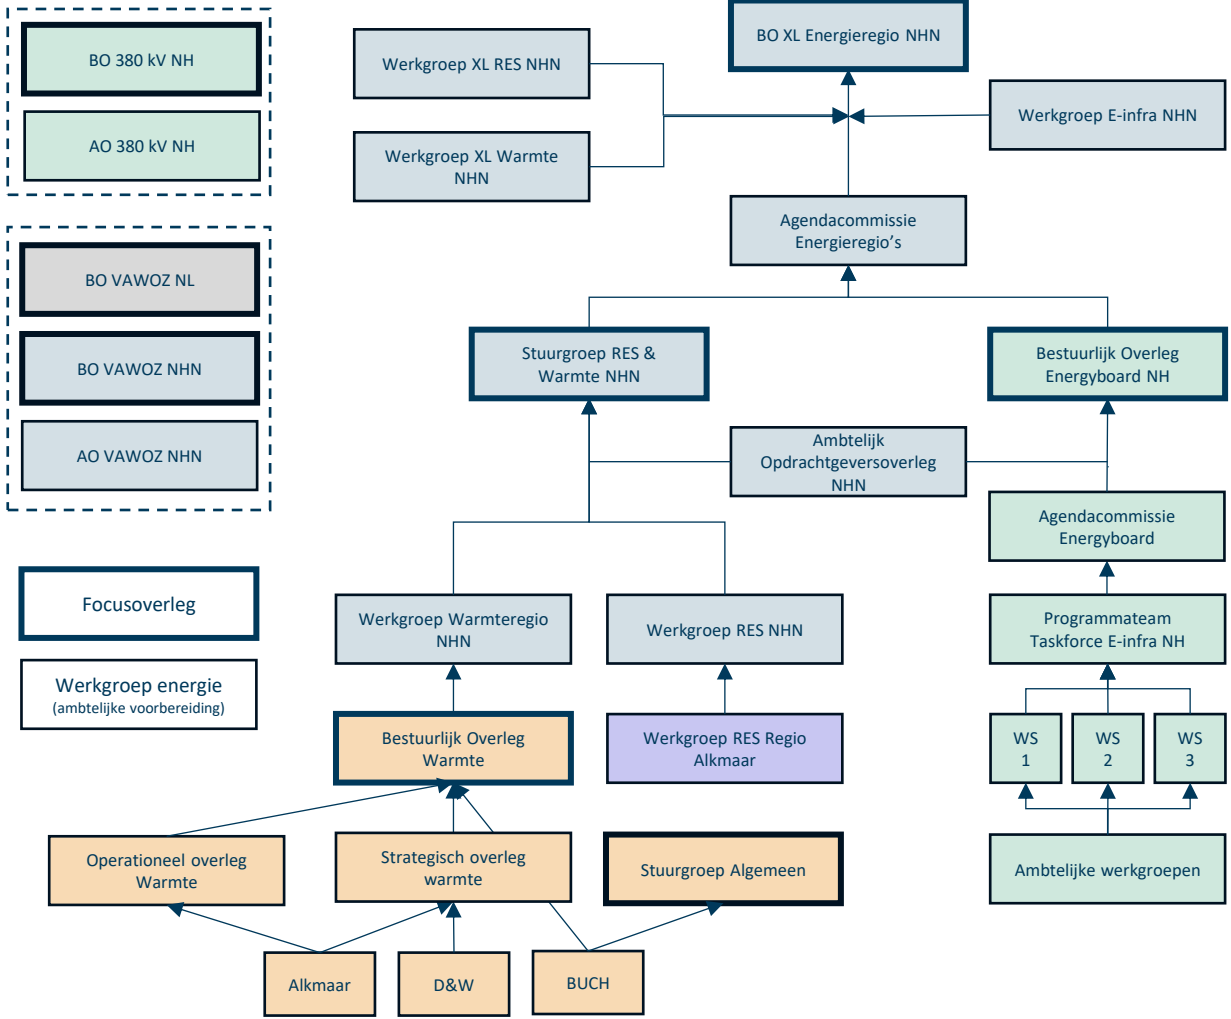 BO 380 kV NH
AO 380 kV NH
BO VAWOZ NL
BO VAWOZ NHN
AO VAWOZ NHN
Focusoverleg
Werkgroep energie
(ambtelijke voorbereiding)
BO XL Energieregio NHN
Werkgroep XL RES NHN
Werkgroep E-infra NHN
Werkgroep XL Warmte
NHN
Agendacommissie
Energieregio’s
Stuurgroep RES &
Warmte NHN
Bestuurlijk Overleg
Energyboard NH
Ambtelijk
Opdrachtgeversoverleg
NHN
Agendacommissie
Energyboard
Werkgroep Warmteregio
NHN
Werkgroep RES NHN
Programmateam
Taskforce E-infra NH
Bestuurlijk Overleg
Warmte
Werkgroep RES Regio
Alkmaar
WS
1
WS
2
WS
3
Operationeel overleg
Warmte
Strategisch overleg
warmte
Stuurgroep Algemeen
Ambtelijke werkgroepen
Alkmaar
D&W
BUCH